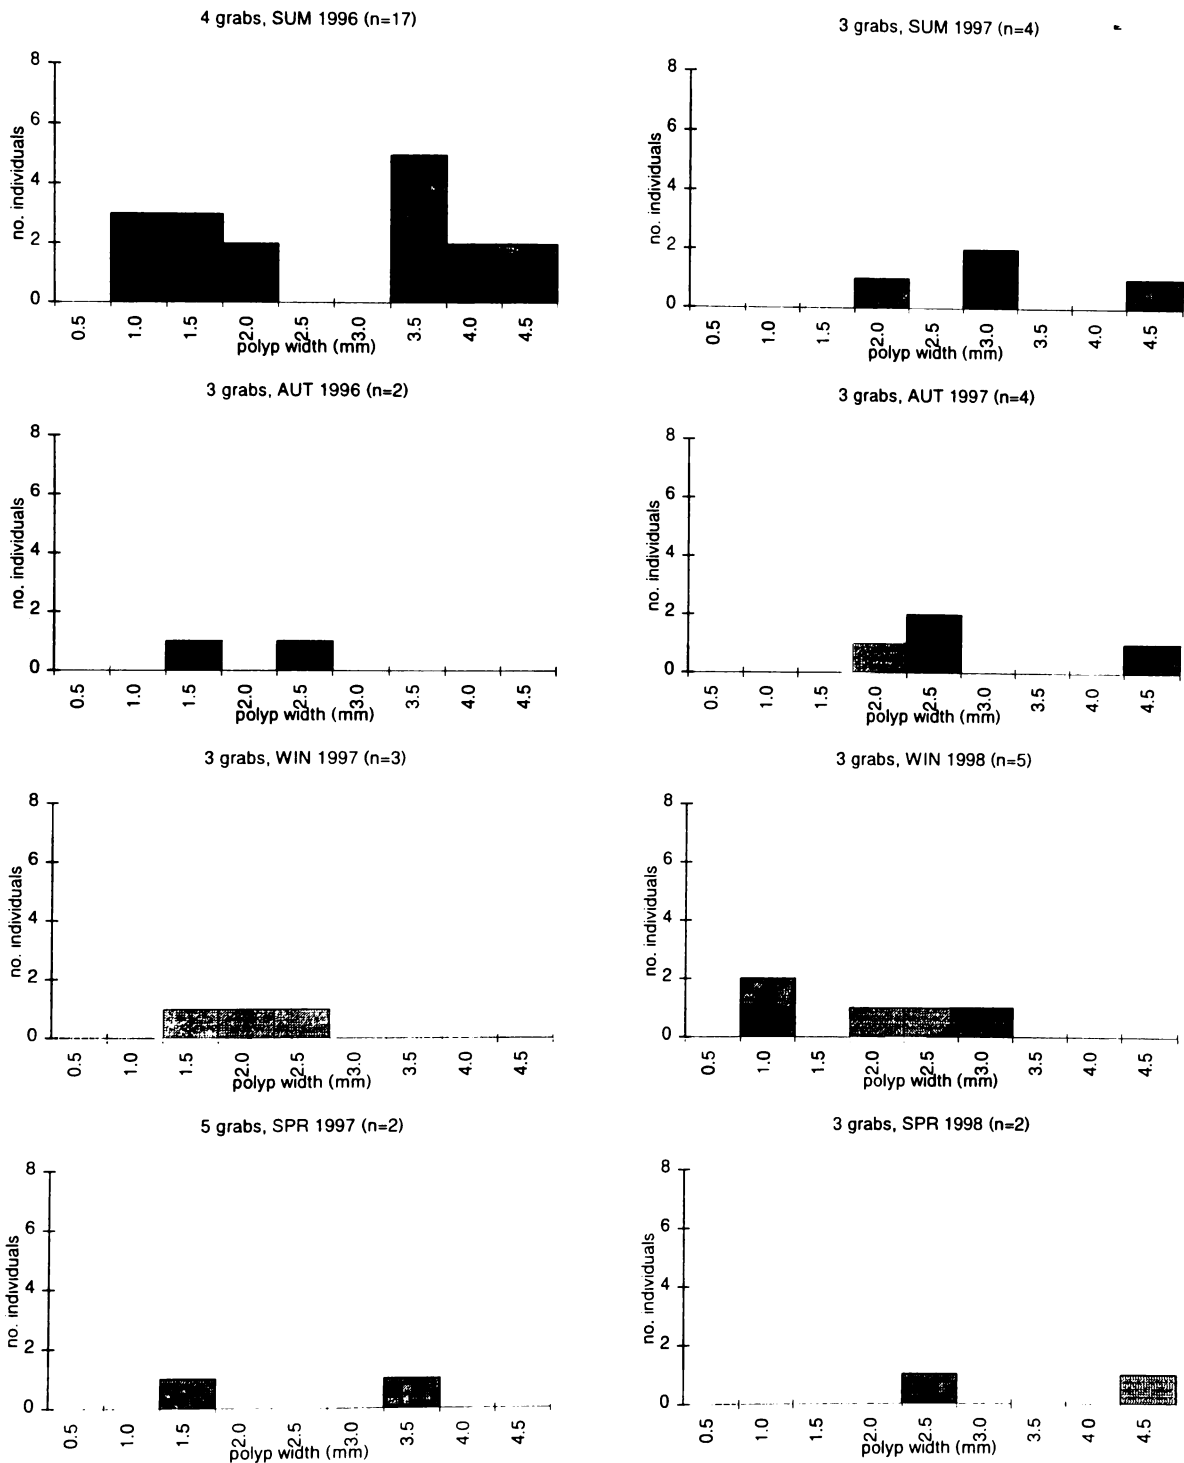 4 grabs, SUM 1996 (n=17)
no. individuals
8
6
4
2
0
0.5 1.0 1.5 2.0 2.5 3.0 3.5 4.0 4.5
polyp width (mm)
3 grabs, SUM 1997 (n=4)
no. individuals
8
6
4
2
0
0.5 1.0 1.5 2.0 2.5 3.0 3.5 4.0 4.5
polyp width (mm)
3 grabs, AUT 1996 (n=2)
no. individuals
8
6
4
2
0
0.5 1.0 1.5 2.0 2.5 3.0 3.5 4.0 4.5
polyp width (mm)
3 grabs, AUT 1997 (n=4)
no. individuals
8
6
4
2
0
0.5 1.0 1.5 2.0 2.5 3.0 3.5 4.0 4.5
polyp width (mm)
3 grabs, WIN 1997 (n=3)
no. individuals
8
6
4
2
0
0.5 1.0 1.5 2.0 2.5 3.0 3.5 4.0 4.5
polyp width (mm)
3 grabs, WIN 1998 (n=5)
no. individuals
8
6
4
2
0
0.5 1.0 1.5 2.0 2.5 3.0 3.5 4.0 4.5
polyp width (mm)
5 grabs, SPR 1997 (n=2)
no. individuals
8
6
4
2
0
0.5 1.0 1.5 2.0 2.5 3.0 3.5 4.0 4.5
polyp width (mm)
3 grabs, SPR 1998 (n=2)
no. individuals
8
6
4
2
0
0.5 1.0 1.5 2.0 2.5 3.0 3.5 4.0 4.5
polyp width (mm)